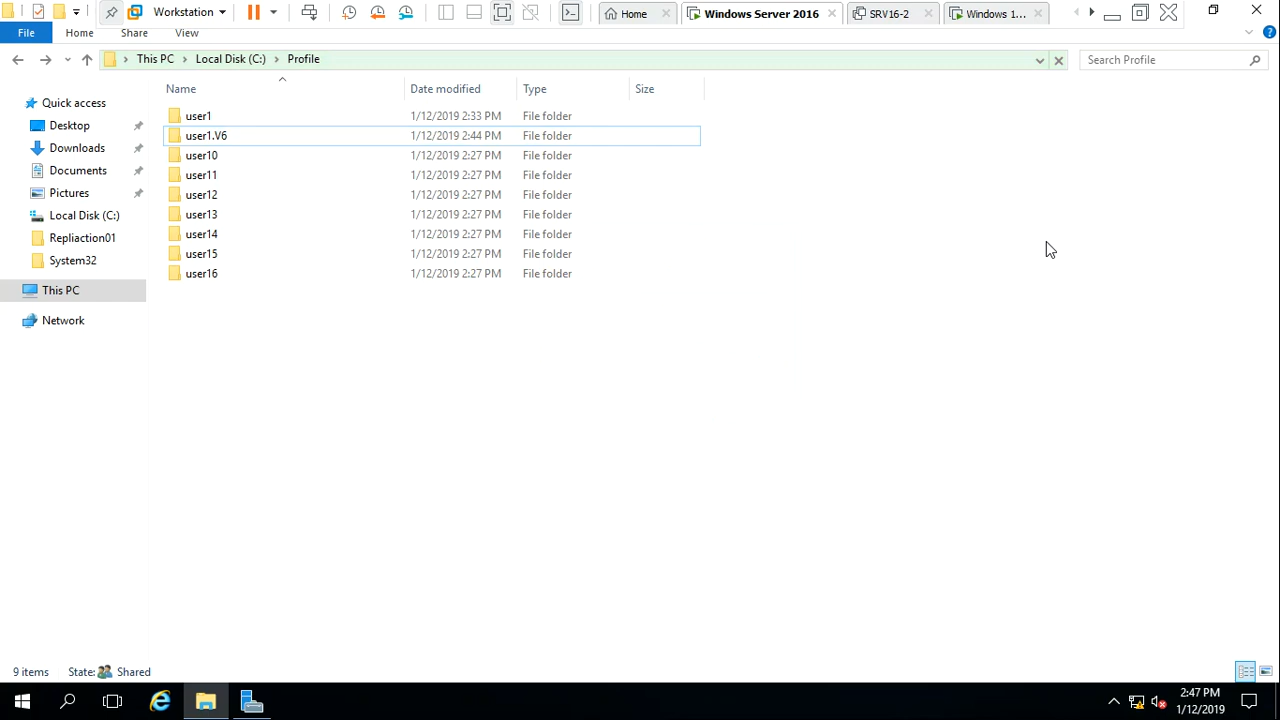 Workstation
Home
Windows Server 2016
SRV16-2
Windows 1...
File
Home
Share
View
This PC
Local Disk (C:)
Profile
Search Profile
Name
Date modified
Type
Size
Quick access
Desktop
Downloads
Documents
Pictures
Local Disk (C:)
Repliaction01
System32
This PC
Network
user1 1/12/2019 2:33 PM File folder
user1.V6 1/12/2019 2:44 PM File folder
user10 1/12/2019 2:27 PM File folder
user11 1/12/2019 2:27 PM File folder
user12 1/12/2019 2:27 PM File folder
user13 1/12/2019 2:27 PM File folder
user14 1/12/2019 2:27 PM File folder
user15 1/12/2019 2:27 PM File folder
user16 1/12/2019 2:27 PM File folder
9 items State: Shared
2:47 PM
1/12/2019